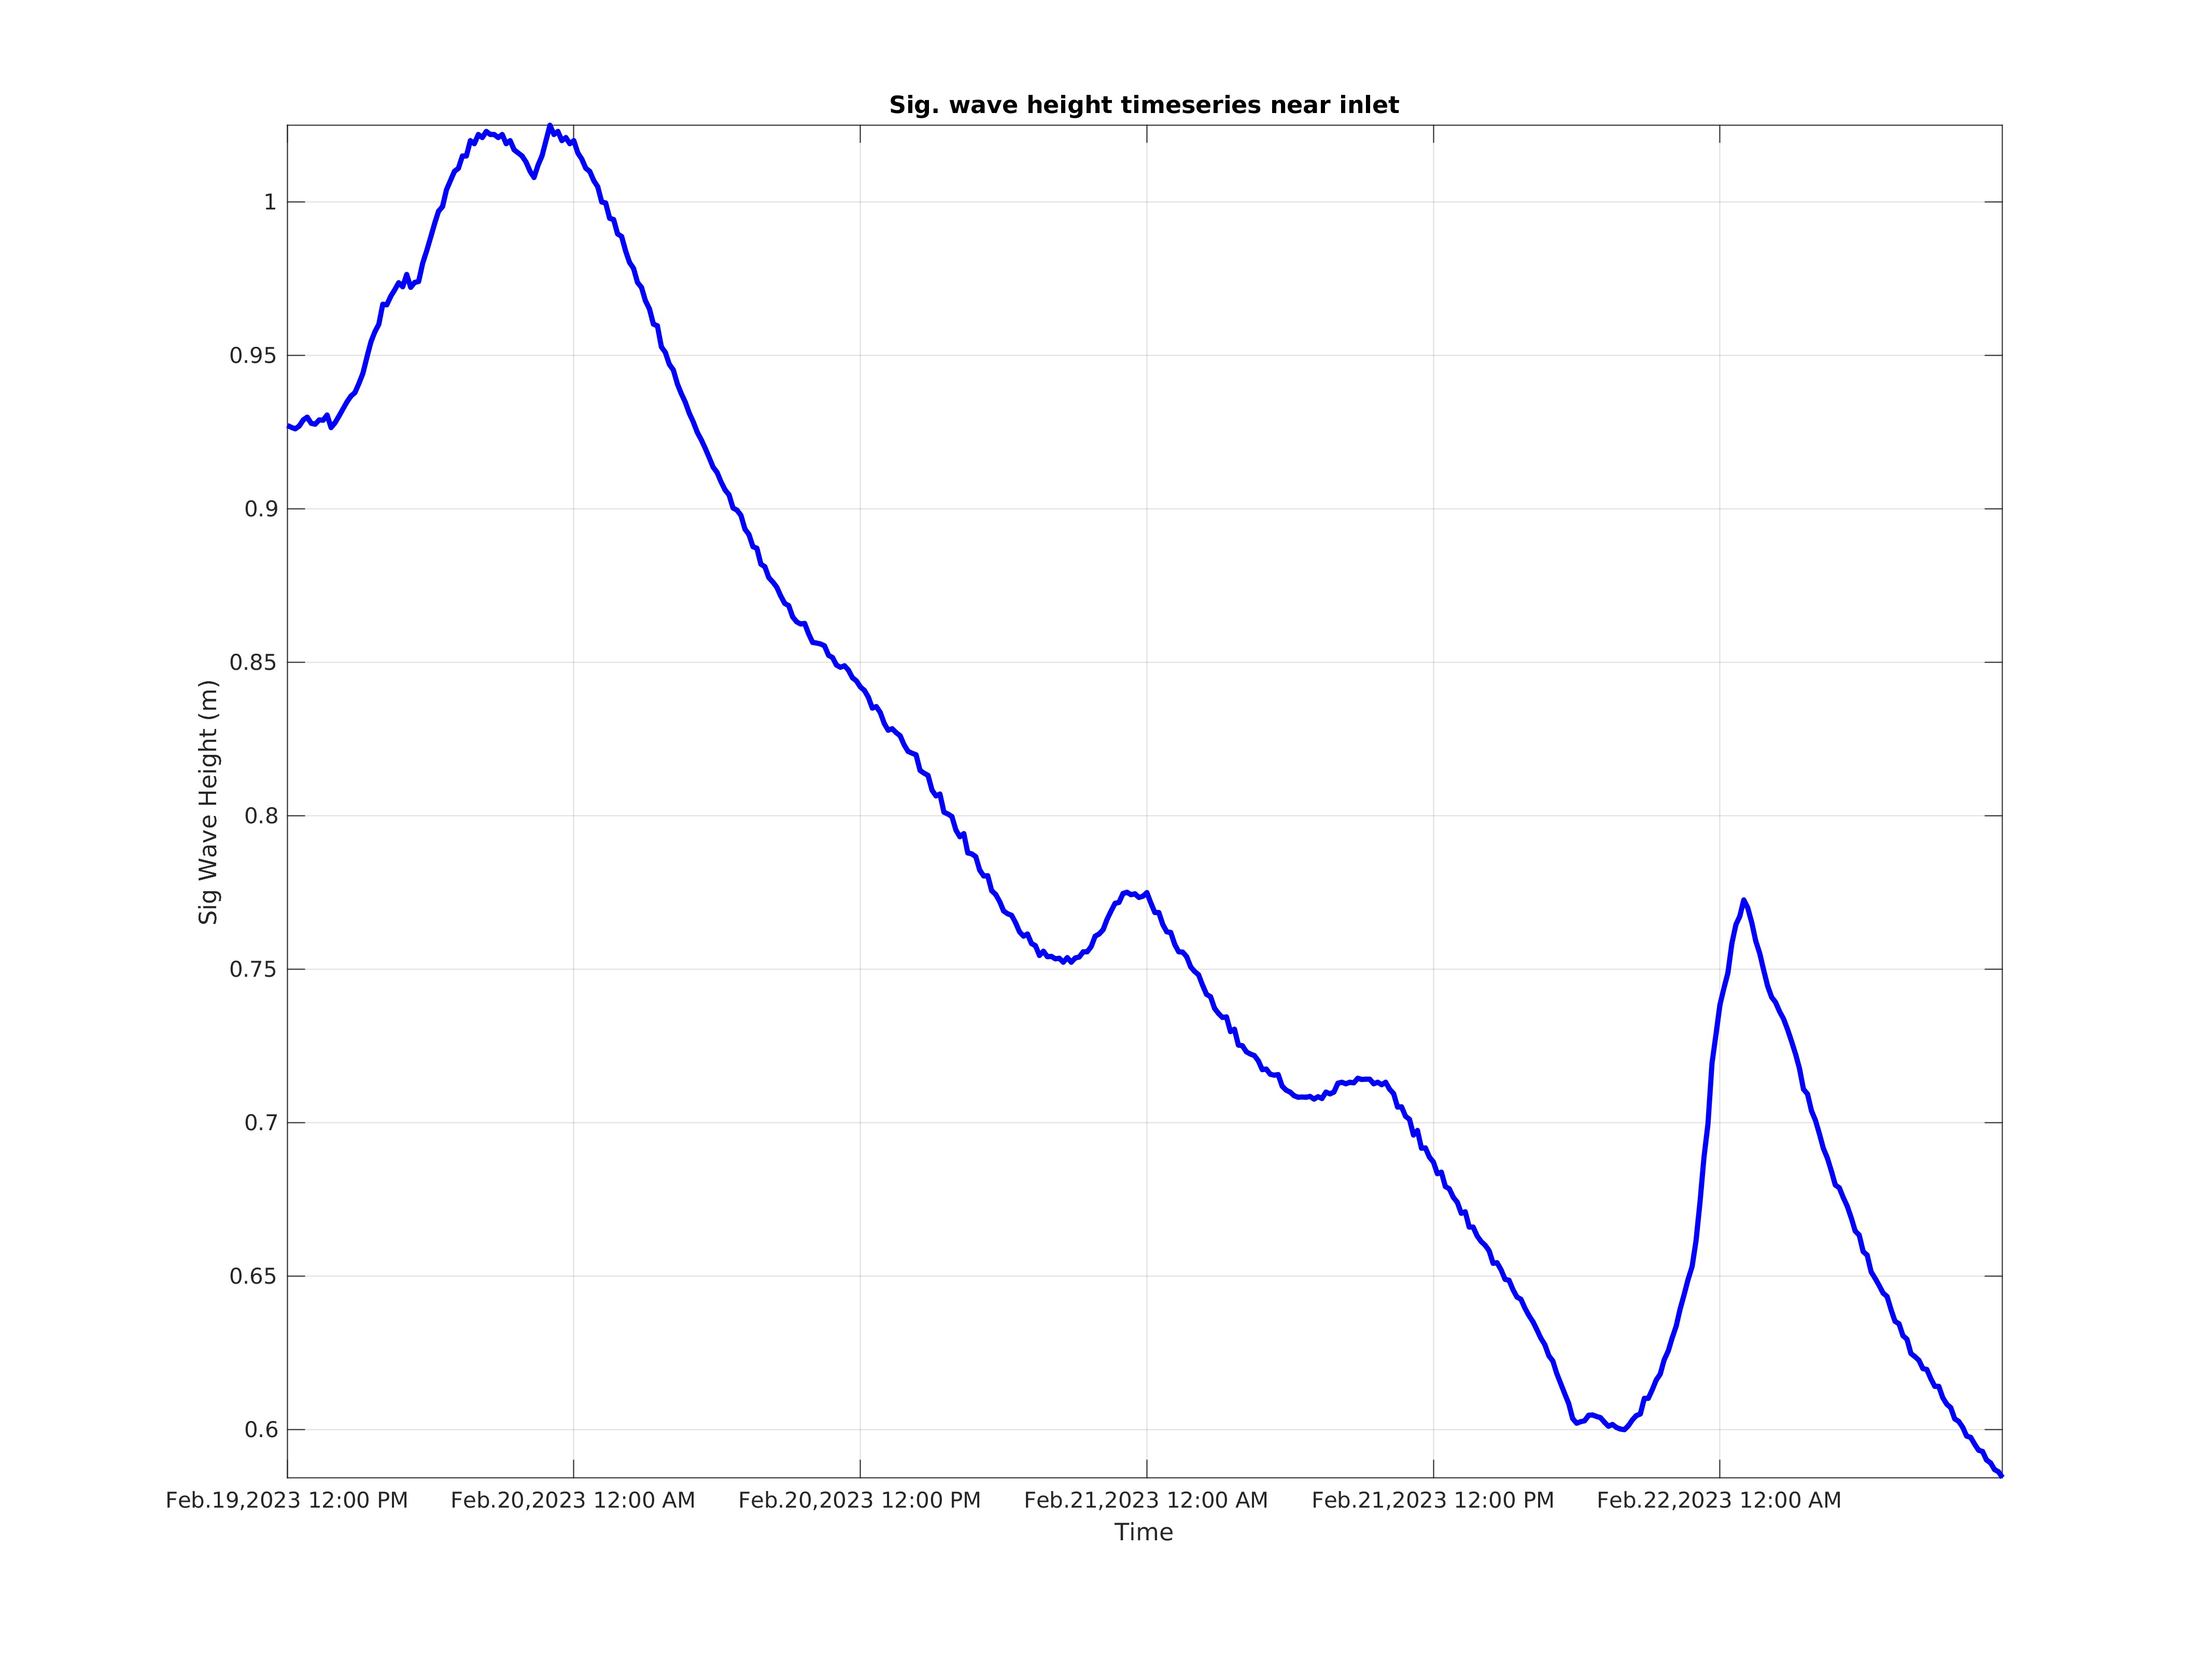 Sig. wave height timeseries near inlet
1
0.95
0.9
0.85
0.8
0.75
0.7
0.65
0.6
Sig Wave Height (m)
Feb.19,2023 12:00 PM Feb.20,2023 12:00 AM Feb.20,2023 12:00 PM Feb.21,2023 12:00 AM Feb.21,2023 12:00 PM Feb.22,2023 12:00 AM
Time